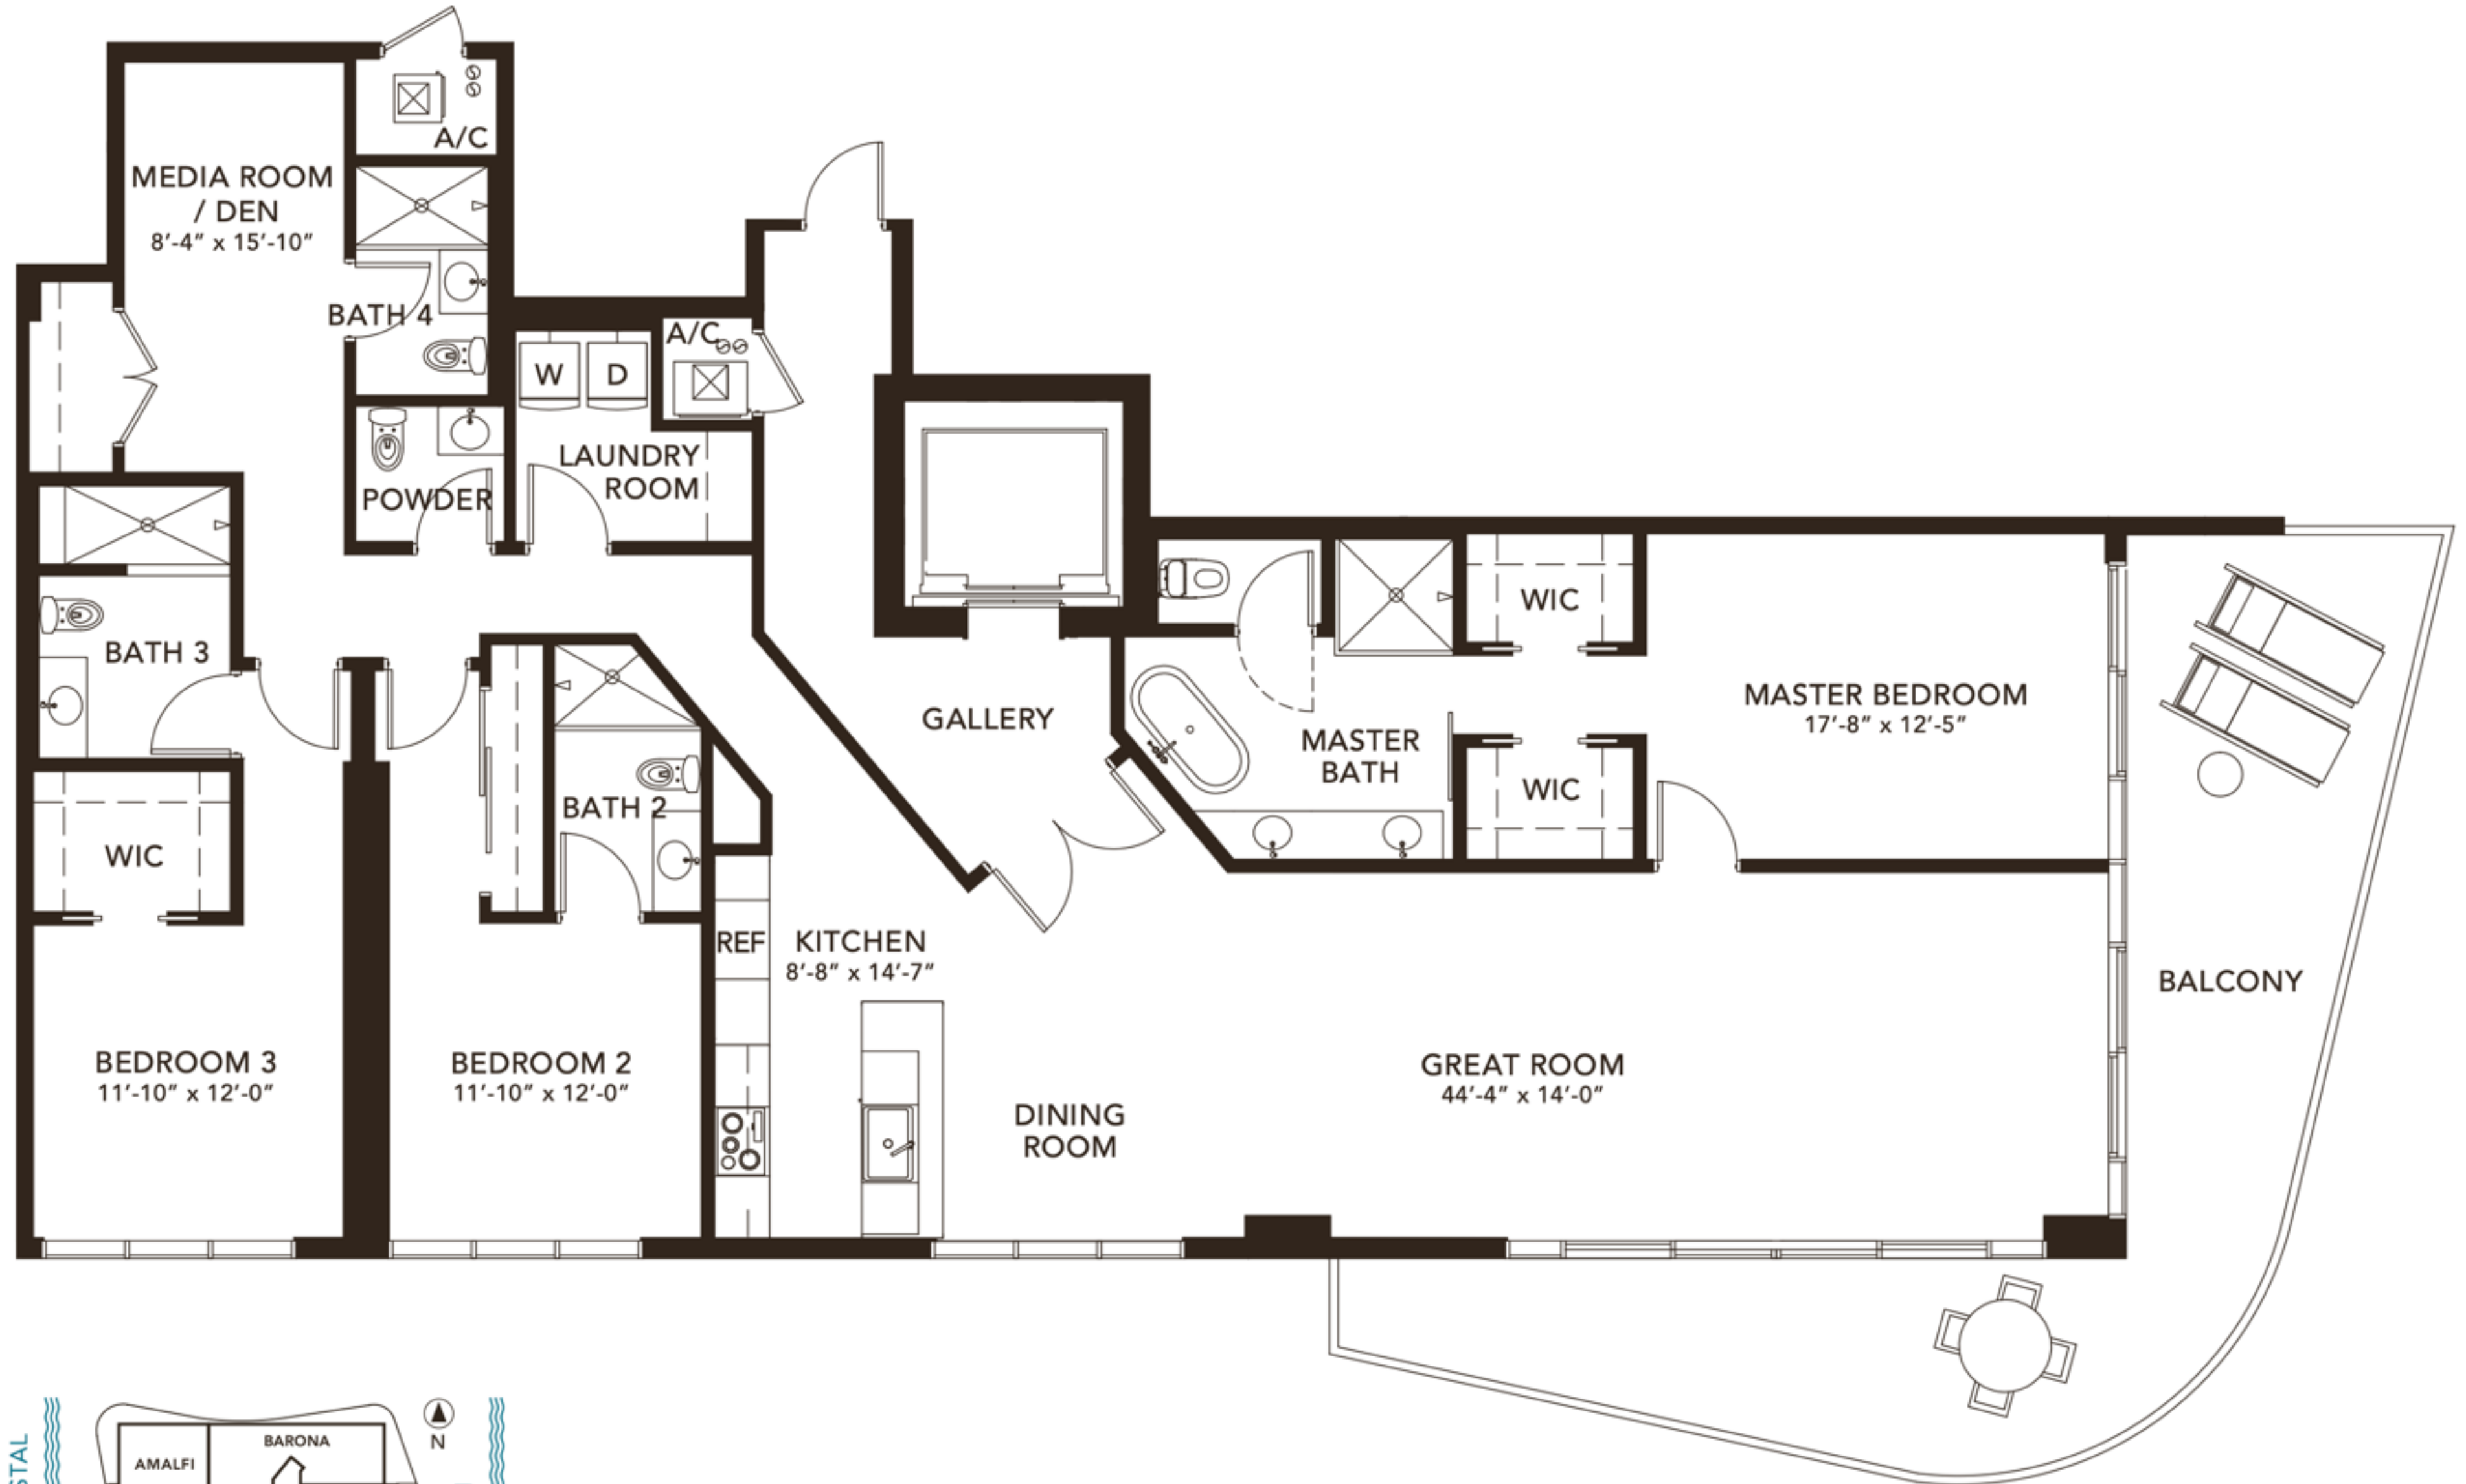 A/C
MEDIA ROOM
/ DEN
8'-4" x 15'-10"
BATH 4
A/C
W
D
LAUNDRY
ROOM
POWDER
BATH 3
WIC
BATH 2
GALLERY
MASTER
BATH
WIC
WIC
MASTER BEDROOM
17'-8" x 12'-5"
REF
KITCHEN
8'-8" x 14'-7"
BALCONY
BEDROOM 3
11'-10" x 12'-0"
BEDROOM 2
11'-10" x 12'-0"
DINING
ROOM
GREAT ROOM
44'-4" x 14'-0"
AMALFI
BARONA
N